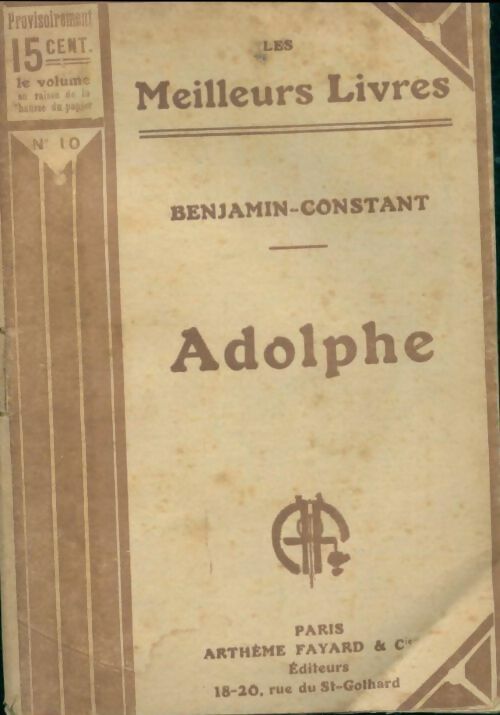 Provisoirement
15 CENT.
le volume
en raison de la
hausse du papier
N° 10
LES
Meilleurs Livres
BENJAMIN-CONSTANT
Adolphe
PARIS
ARTHÈME FAYARD & Cie
Éditeurs
18-20, rue du St-Gothard